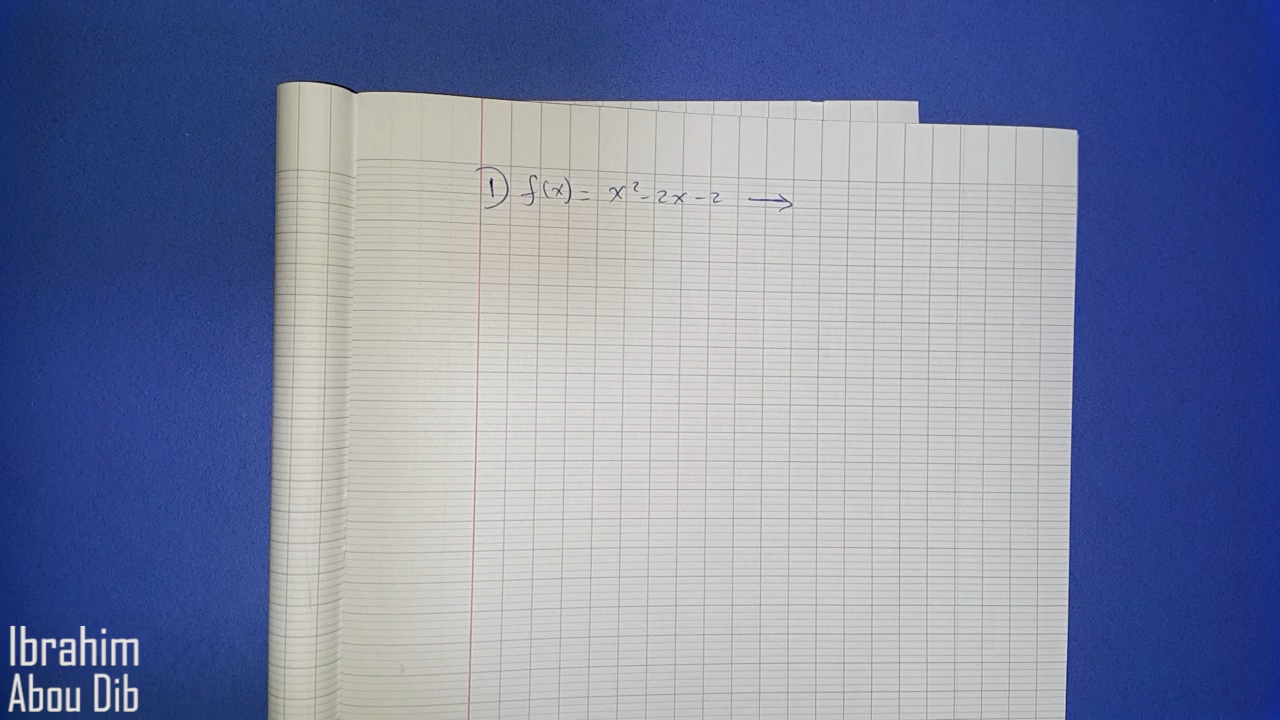 1) f(x) = x² - 2x - 2 →
Ibrahim
Abou Dib